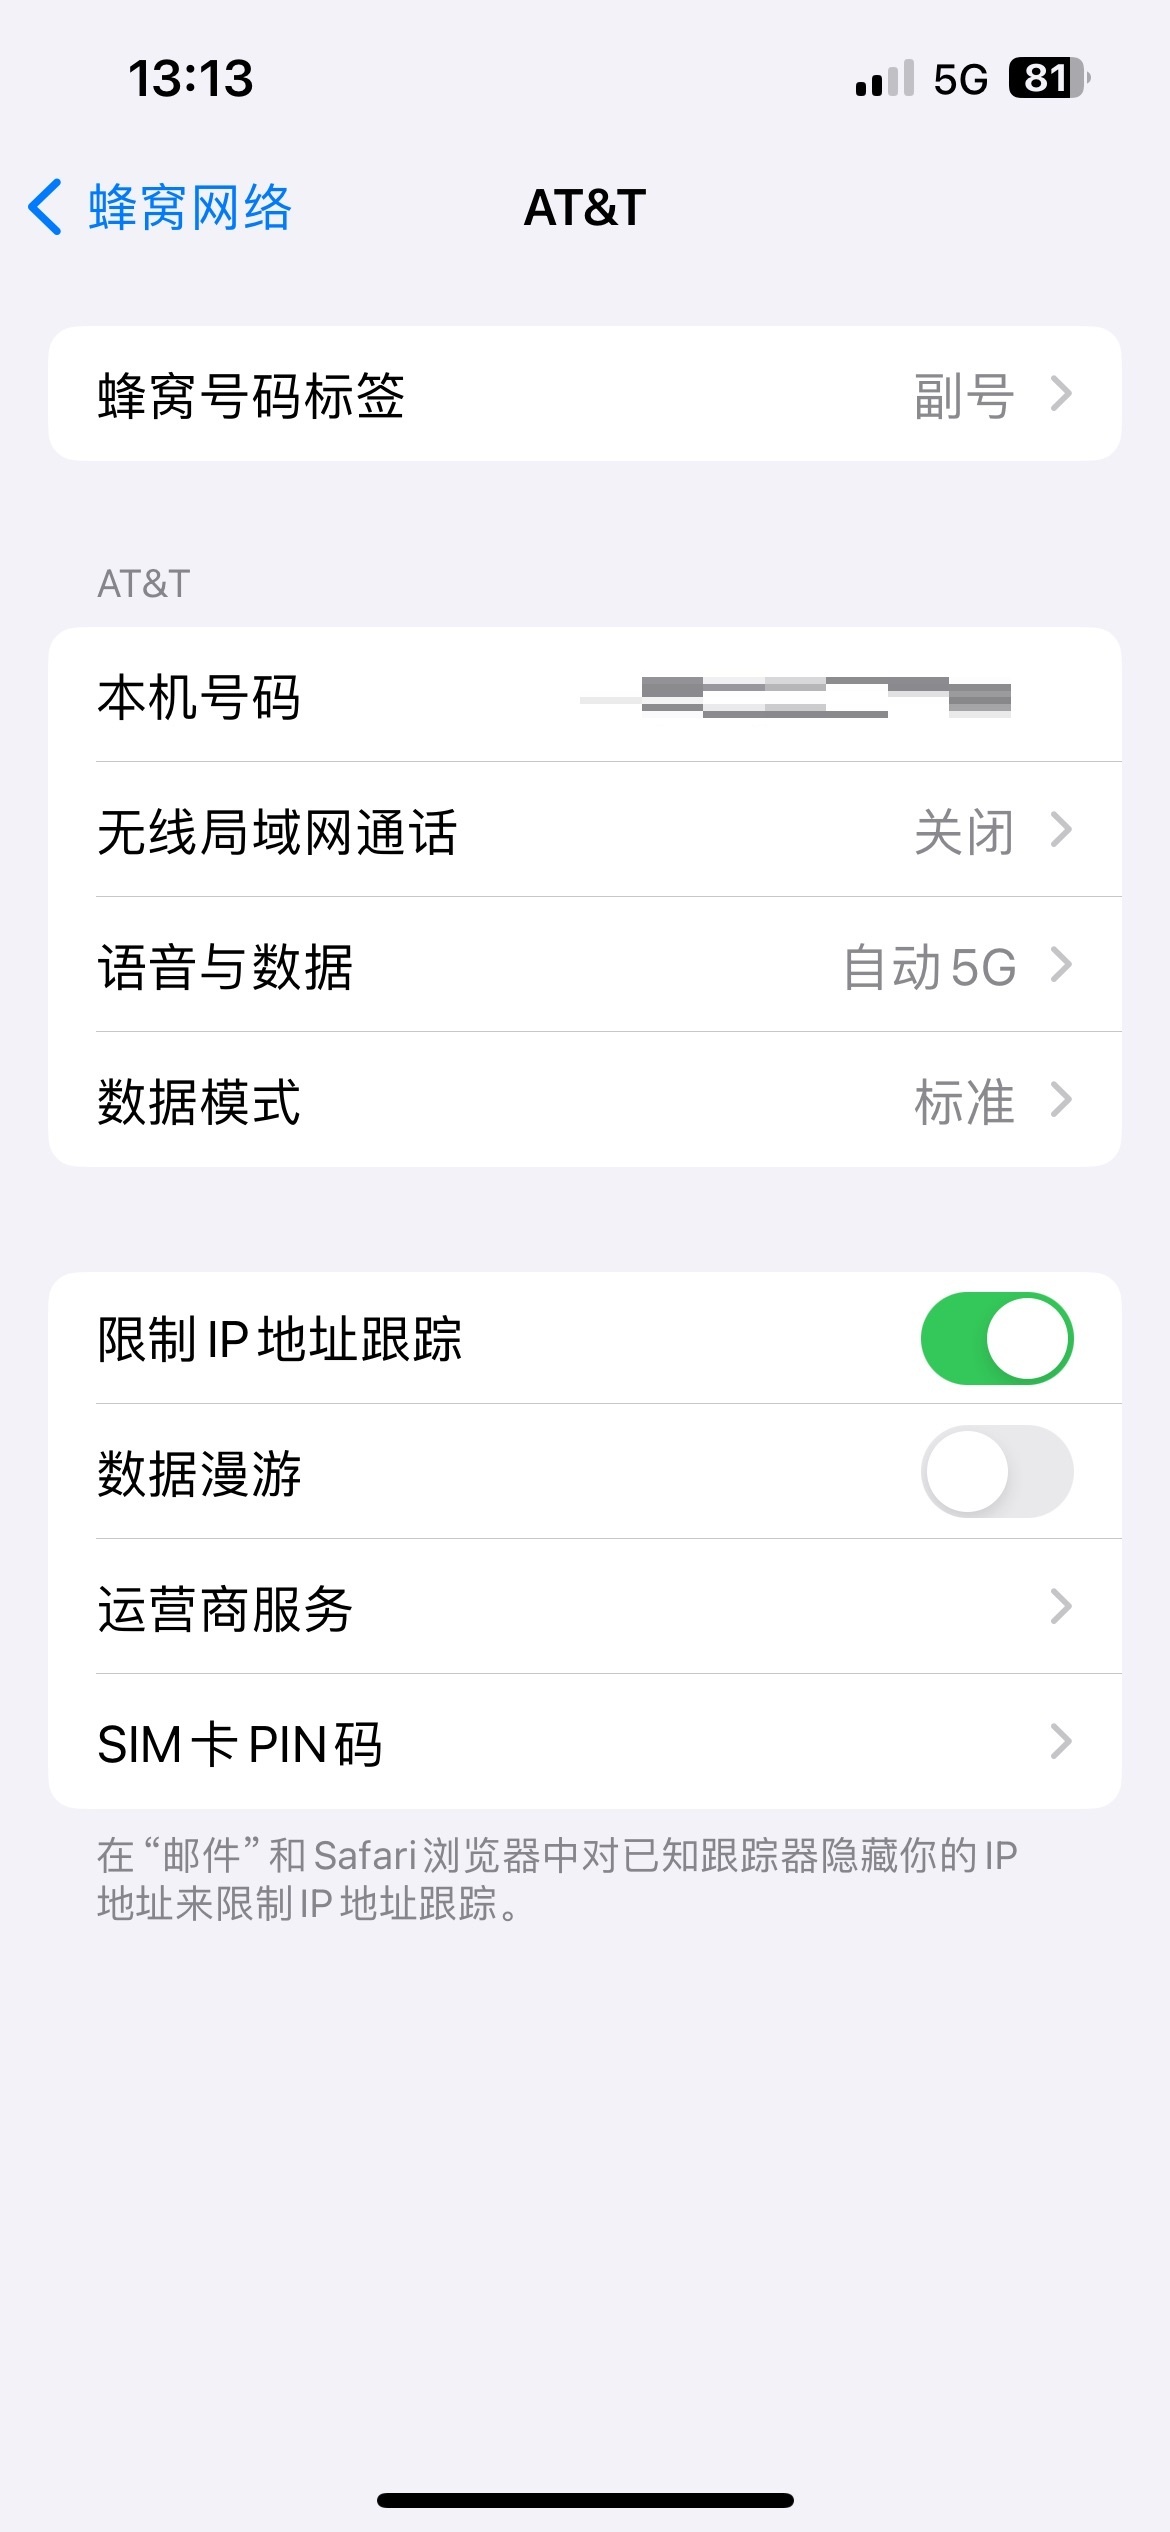 13:13
5G 81
蜂窝网络
AT&T
蜂窝号码标签 副号
AT&T
本机号码
无线局域网通话 关闭
语音与数据 自动5G
数据模式 标准
限制IP地址跟踪
数据漫游
运营商服务
SIM卡PIN码
在“邮件”和Safari浏览器中对已知跟踪器隐藏你的IP
地址来限制IP地址跟踪。